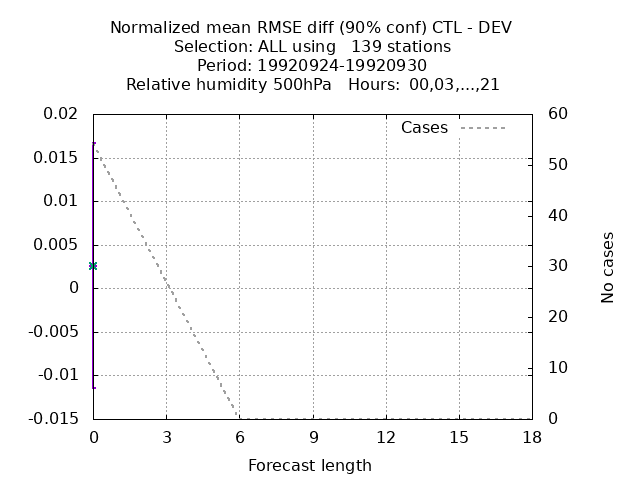 Normalized mean RMSE diff (90% conf) CTL - DEV
Selection: ALL using   139 stations
Period: 19920924-19920930
Relative humidity 500hPa   Hours: 00,03,...,21
0.02
0.015
0.01
0.005
0
-0.005
-0.01
-0.015
Cases
60
50
40
30
20
10
0
No cases
0 3 6 9 12 15 18
Forecast length